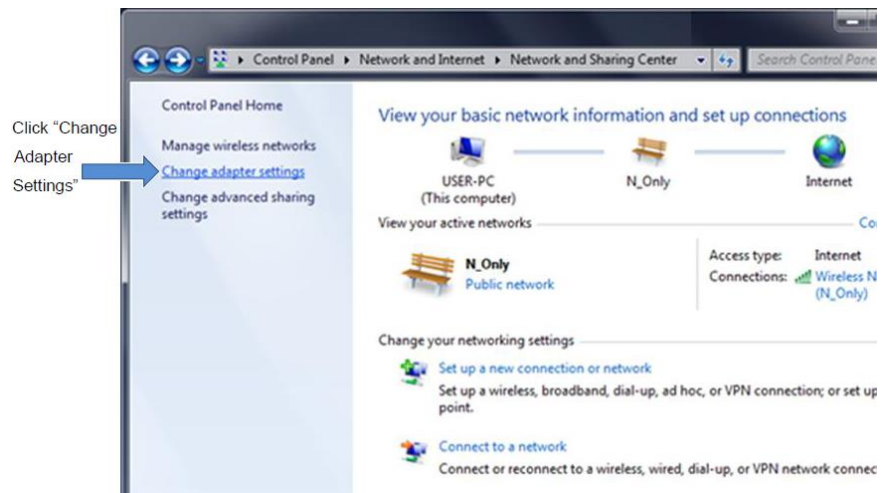 Control Panel ▸ Network and Internet ▸ Network and Sharing Center
Search Control Pane
Click “Change
Adapter
Settings”
Control Panel Home
Manage wireless networks
Change adapter settings
Change advanced sharing
settings
View your basic network information and set up connections
USER-PC
(This computer)
N_Only
Internet
View your active networks
Co
N_Only
Public network
Access type: Internet
Connections: Wireless N
(N_Only)
Change your networking settings
Set up a new connection or network
Set up a wireless, broadband, dial-up, ad hoc, or VPN connection; or set up
point.
Connect to a network
Connect or reconnect to a wireless, wired, dial-up, or VPN network connec